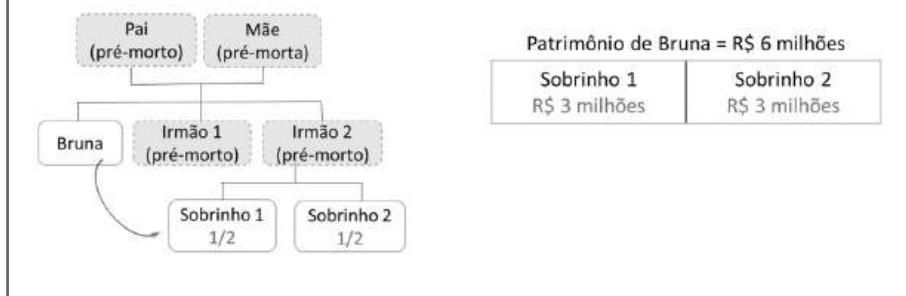 Pai
(pré-morto)
Mãe
(pré-morta)
Bruna
Irmão 1
(pré-morto)
Irmão 2
(pré-morto)
Sobrinho 1
1/2
Sobrinho 2
1/2
Patrimônio de Bruna = R$ 6 milhões
Sobrinho 1
R$ 3 milhões
Sobrinho 2
R$ 3 milhões